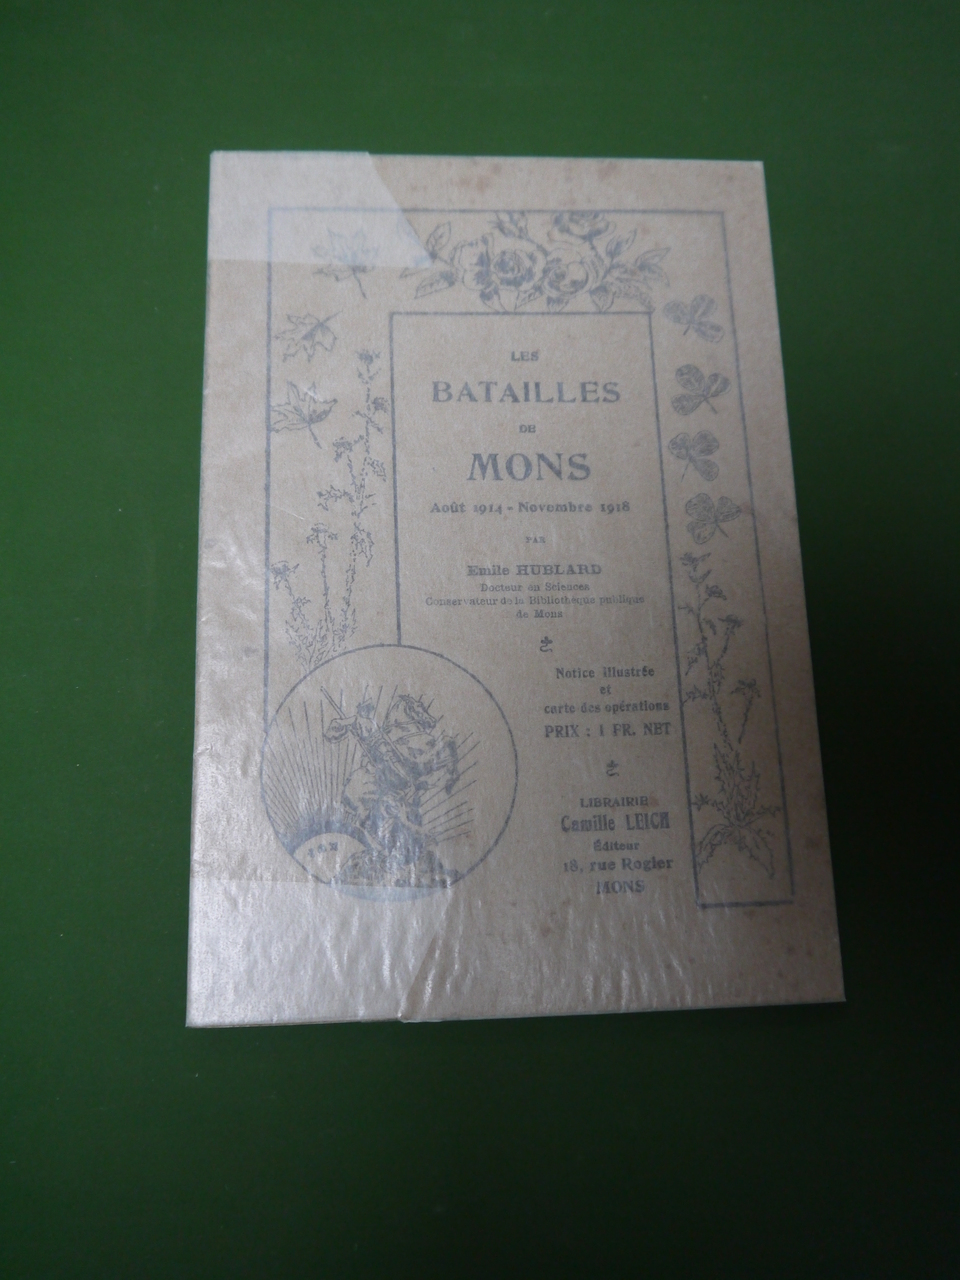 LES
BATAILLES
DE
MONS
Août 1914 - Novembre 1918
PAR
Emile HUBLARD
Docteur en Sciences
Conservateur de la Bibliothèque publique
de Mons
Notice illustrée
et
carte des opérations
PRIX : 1 FR. NET
LIBRAIRIE
Camille LEICH
Éditeur
18, rue Rogier
MONS